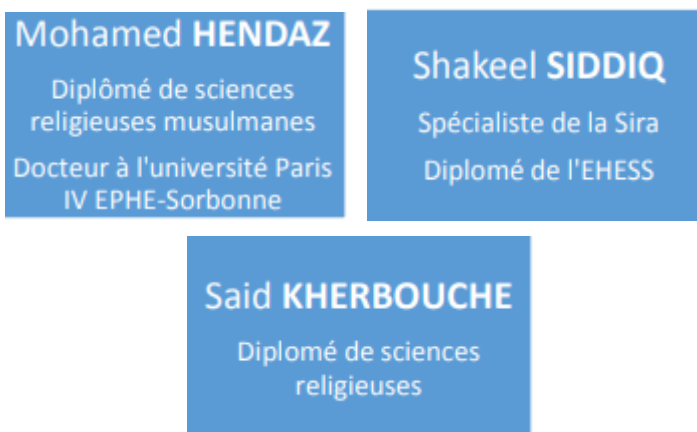 Mohamed HENDAZ
Diplômé de sciences
religieuses musulmanes
Docteur à l'université Paris
IV EPHE-Sorbonne
Shakeel SIDDIQ
Spécialiste de la Sira
Diplomé de l'EHESS
Said KHERBOUCHE
Diplomé de sciences
religieuses